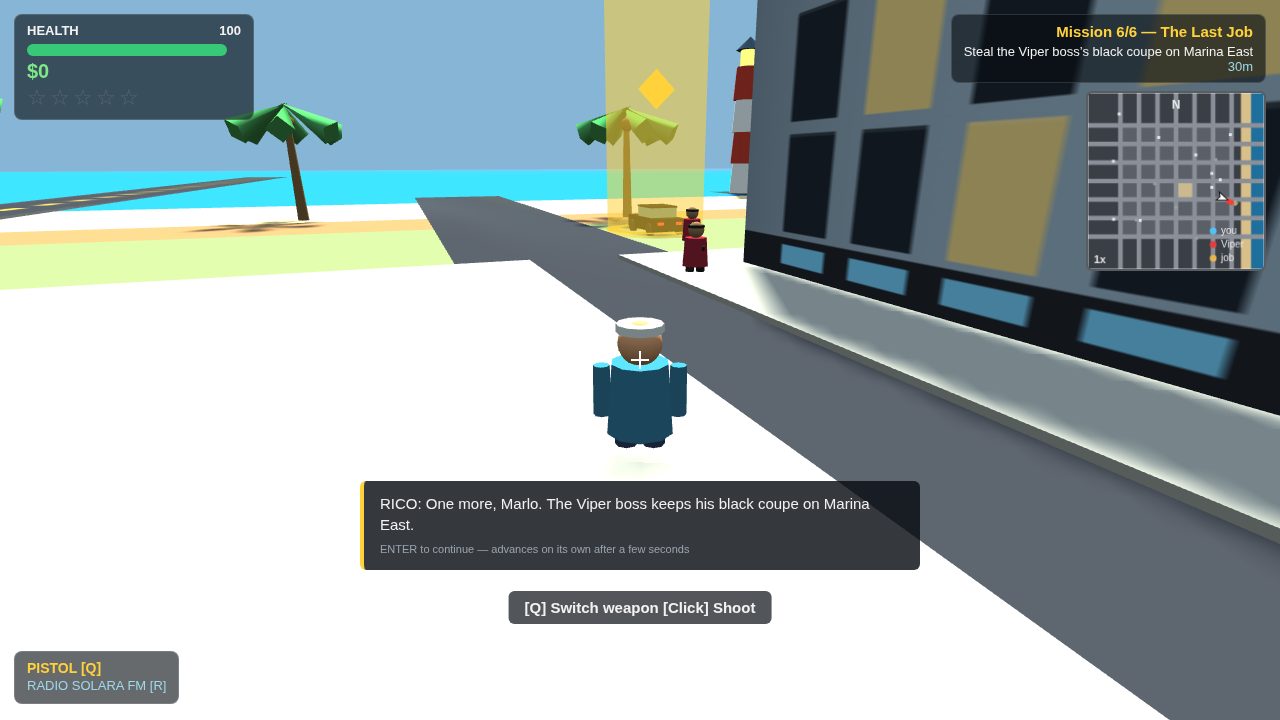 HEALTH 100
$0
☆☆☆☆☆
Mission 6/6 — The Last Job
Steal the Viper boss's black coupe on Marina East
30m
N
you
Viper
job
1x
RICO: One more, Marlo. The Viper boss keeps his black coupe on Marina
East.
ENTER to continue — advances on its own after a few seconds
[Q] Switch weapon [Click] Shoot
PISTOL [Q]
RADIO SOLARA FM [R]